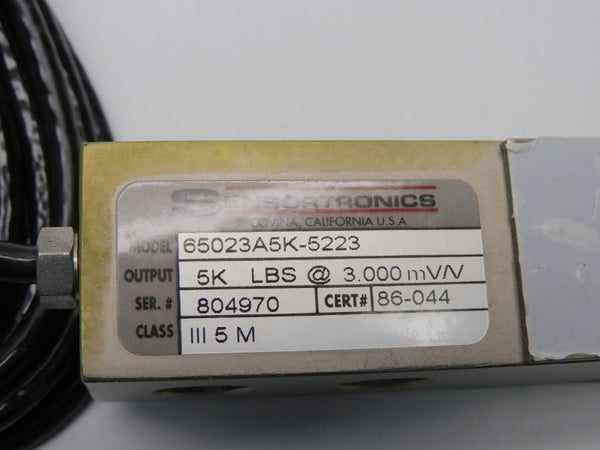 SENSORTRONICS
COVINA, CALIFORNIA U.S.A
MODEL 65023A5K-5223
OUTPUT 5K LBS @ 3.000 mV/V
SER. # 804970 CERT# 86-044
CLASS III 5 M